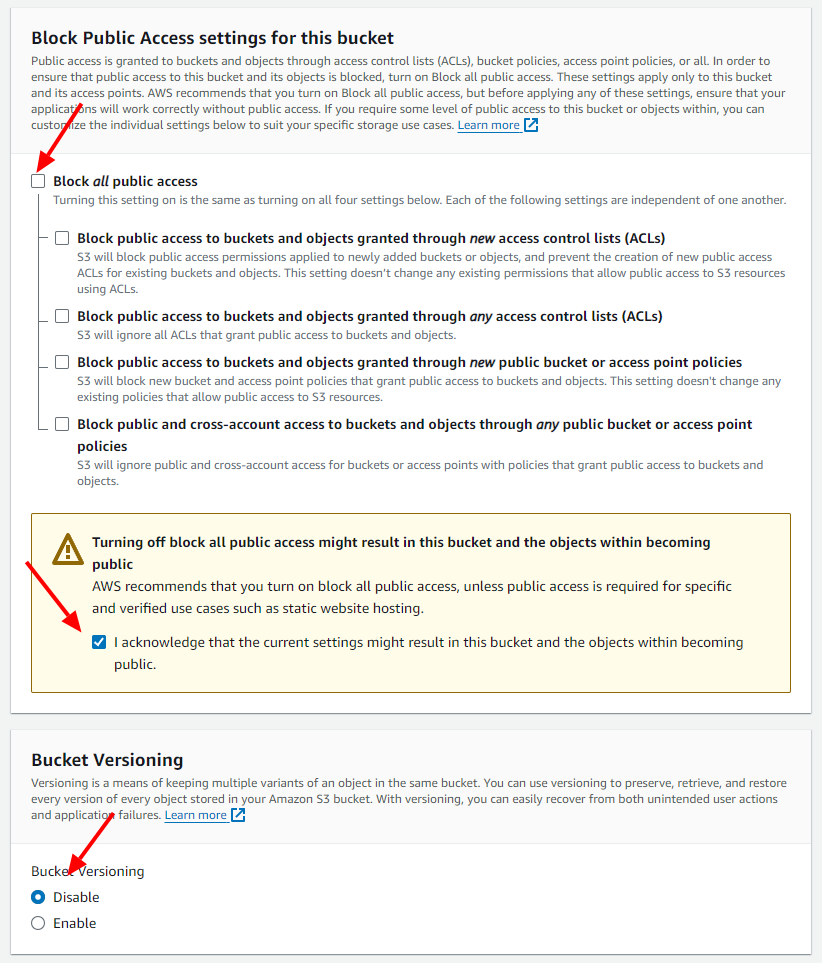 Block Public Access settings for this bucket
Public access is granted to buckets and objects through access control lists (ACLs), bucket policies, access point policies, or all. In order to
ensure that public access to this bucket and its objects is blocked, turn on Block all public access. These settings apply only to this bucket
and its access points. AWS recommends that you turn on Block all public access, but before applying any of these settings, ensure that your
applications will work correctly without public access. If you require some level of public access to this bucket or objects within, you can
customize the individual settings below to suit your specific storage use cases. Learn more
Block all public access
Turning this setting on is the same as turning on all four settings below. Each of the following settings are independent of one another.
Block public access to buckets and objects granted through new access control lists (ACLs)
S3 will block public access permissions applied to newly added buckets or objects, and prevent the creation of new public access
ACLs for existing buckets and objects. This setting doesn't change any existing permissions that allow public access to S3 resources
using ACLs.
Block public access to buckets and objects granted through any access control lists (ACLs)
S3 will ignore all ACLs that grant public access to buckets and objects.
Block public access to buckets and objects granted through new public bucket or access point policies
S3 will block new bucket and access point policies that grant public access to buckets and objects. This setting doesn't change any
existing policies that allow public access to S3 resources.
Block public and cross-account access to buckets and objects through any public bucket or access point
policies
S3 will ignore public and cross-account access for buckets or access points with policies that grant public access to buckets and
objects.
Turning off block all public access might result in this bucket and the objects within becoming
public
AWS recommends that you turn on block all public access, unless public access is required for specific
and verified use cases such as static website hosting.
I acknowledge that the current settings might result in this bucket and the objects within becoming
public.
Bucket Versioning
Versioning is a means of keeping multiple variants of an object in the same bucket. You can use versioning to preserve, retrieve, and restore
every version of every object stored in your Amazon S3 bucket. With versioning, you can easily recover from both unintended user actions
and application failures. Learn more
Bucket Versioning
Disable
Enable